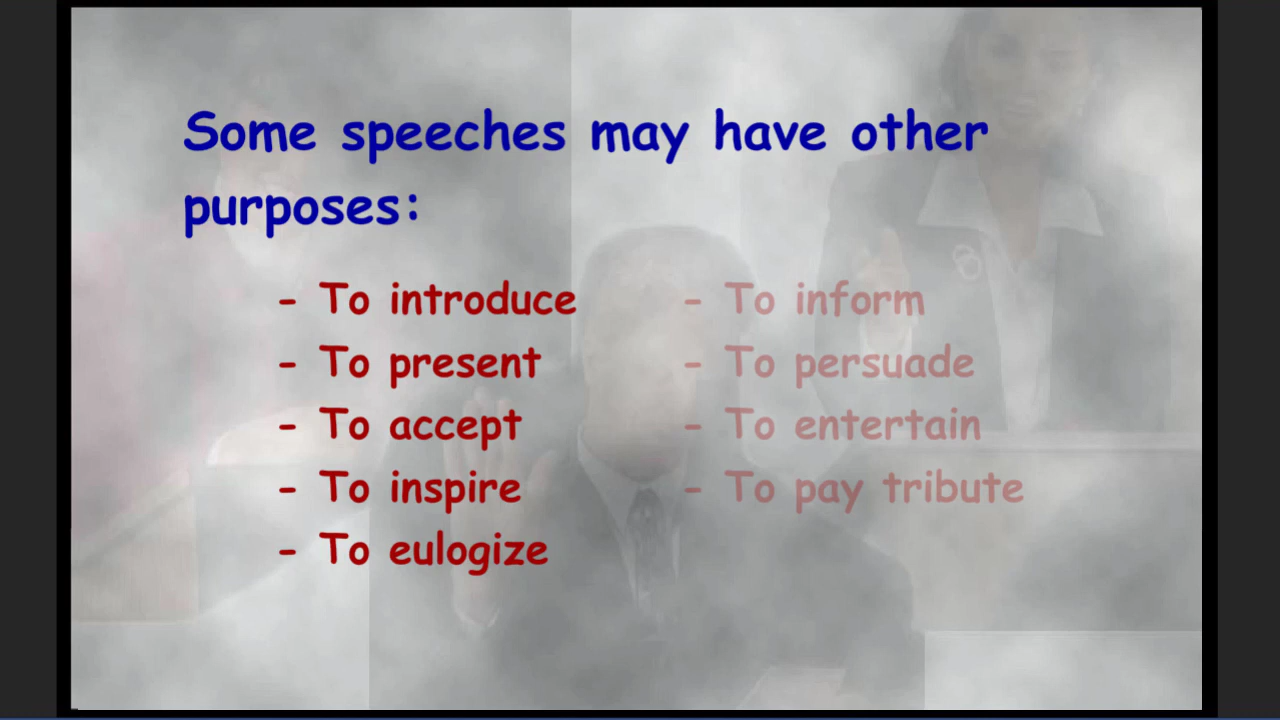 Some speeches may have other
purposes:
- To introduce
- To present
- To accept
- To inspire
- To eulogize
- To inform
- To persuade
- To entertain
- To pay tribute